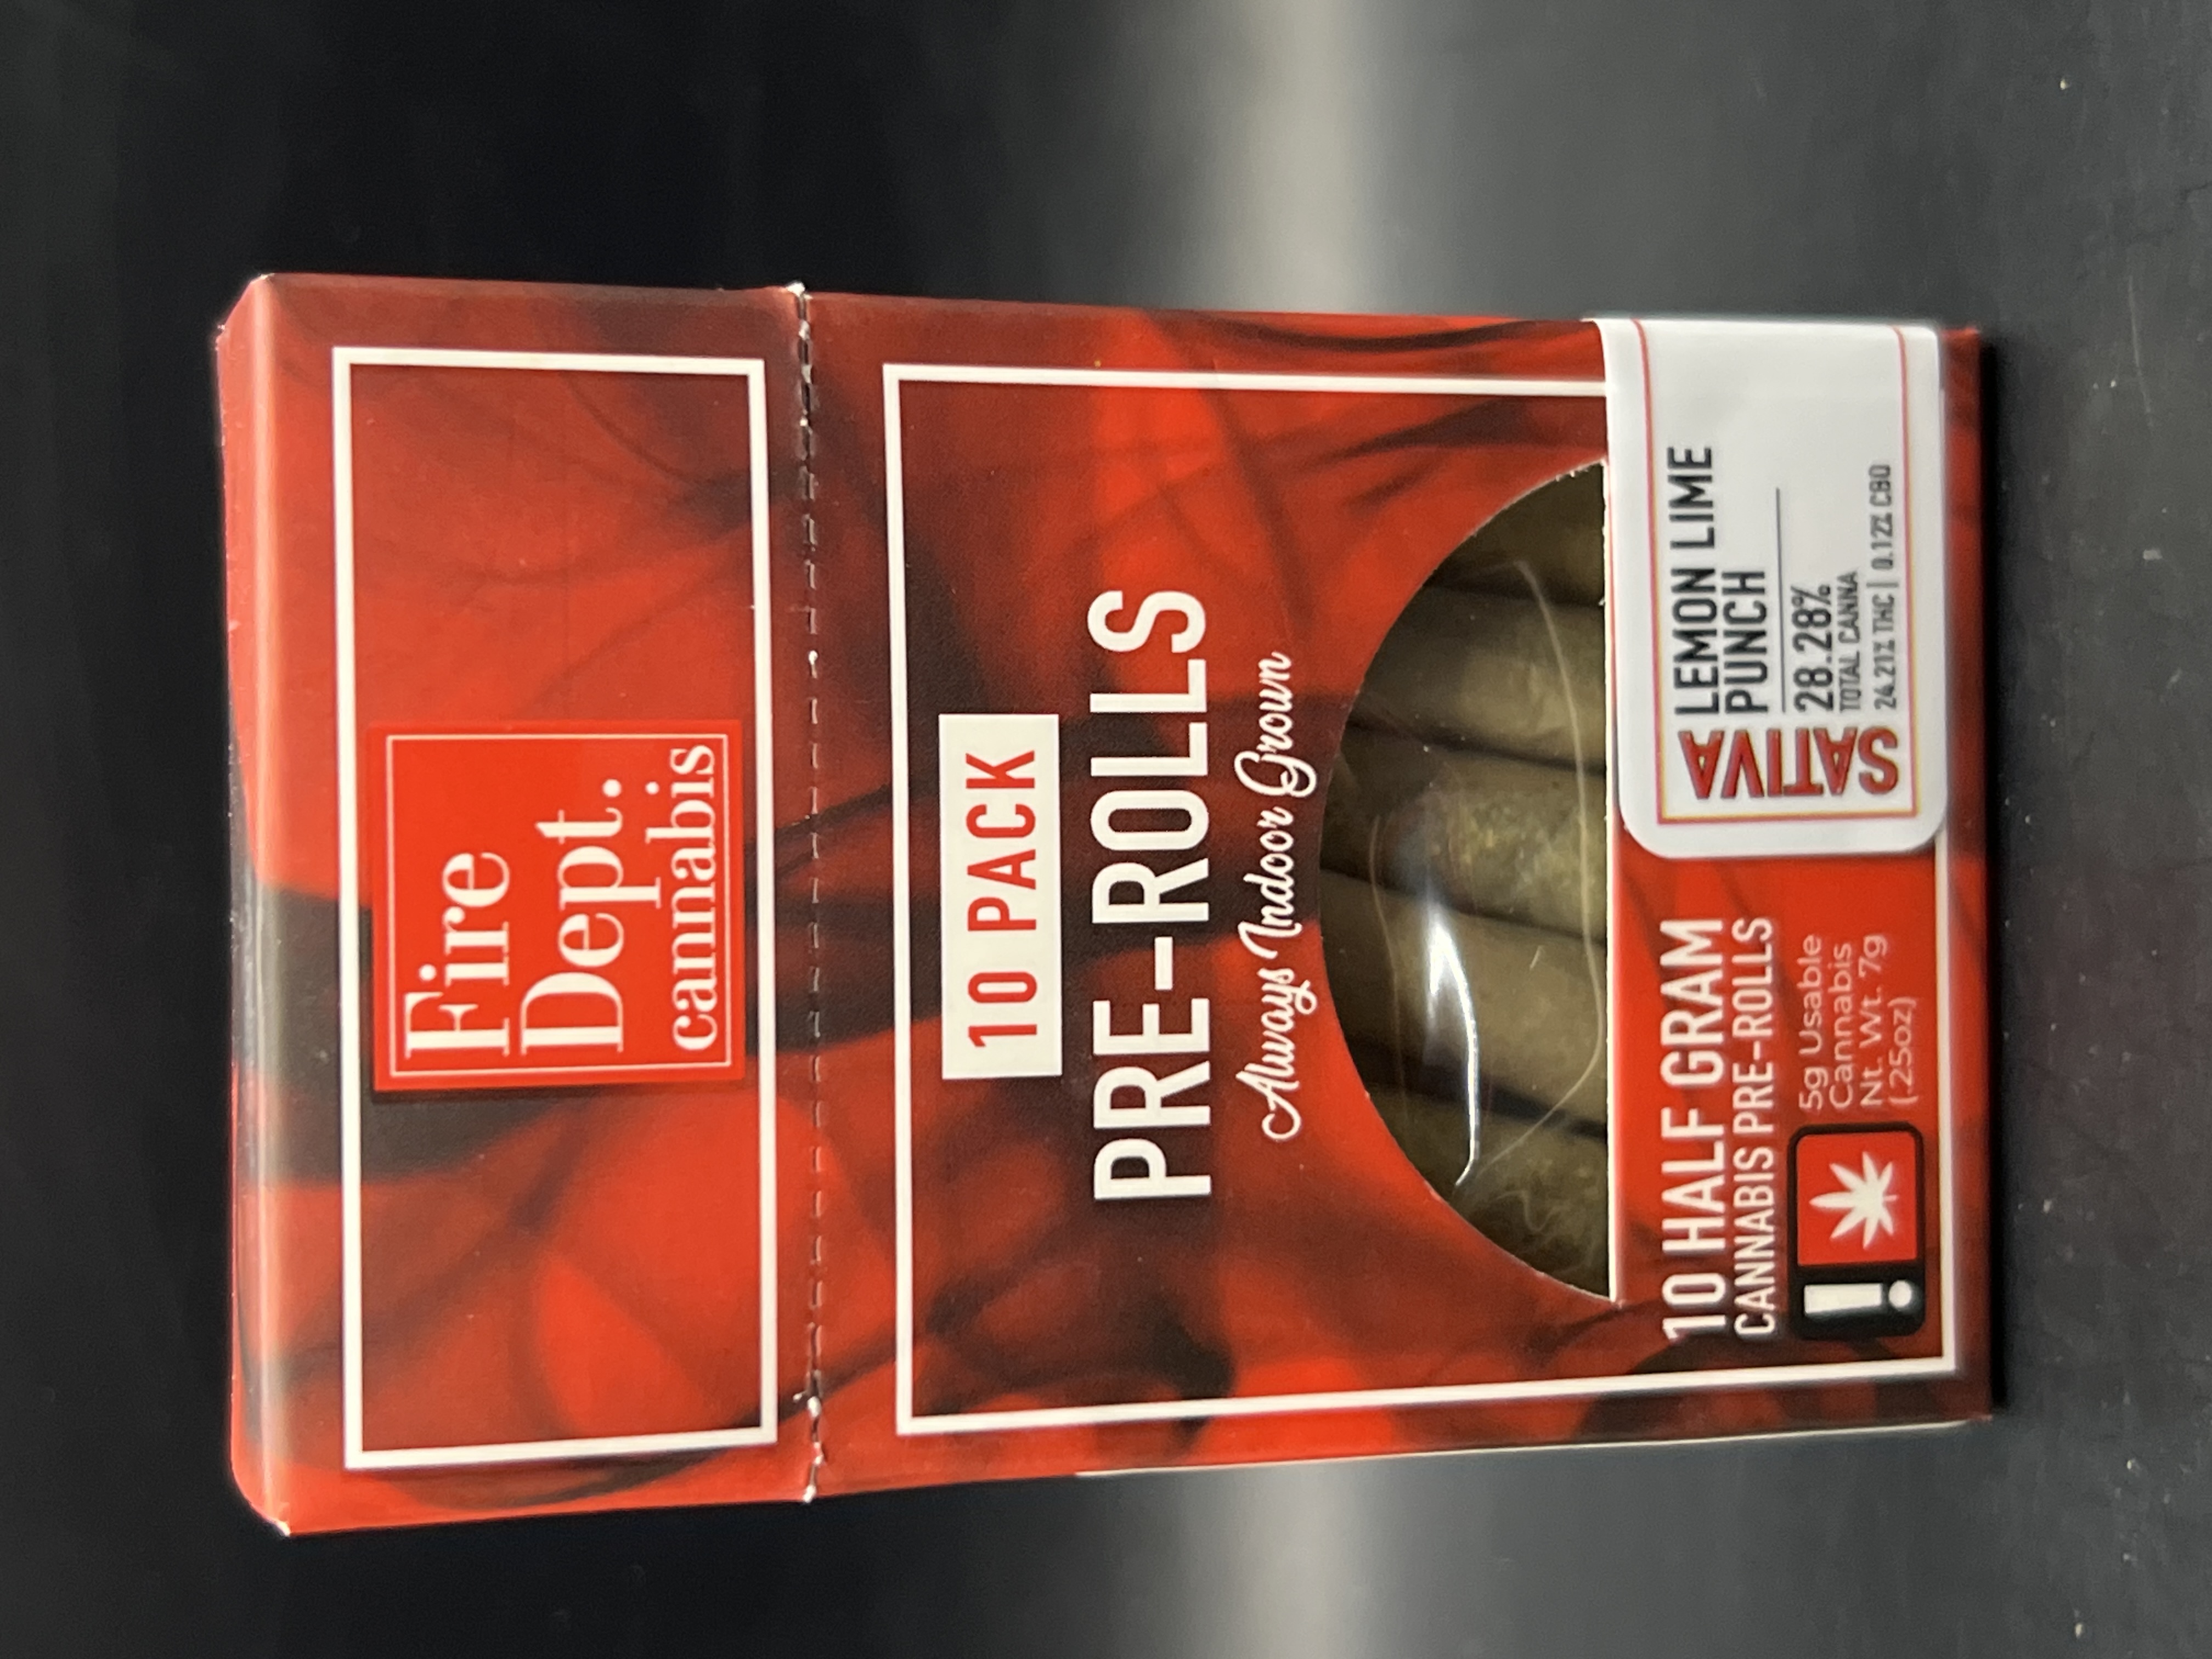 Fire
Dept.
cannabis
10 PACK
PRE-ROLLS
Always Indoor Grown
10 HALF GRAM
CANNABIS PRE-ROLLS
!
5g Usable
Cannabis
Nt. Wt. 7g
(.25oz)
SATIVA
LEMON LIME
PUNCH
28.28%
TOTAL CANNA
24.21% THC | 0.12% CBD